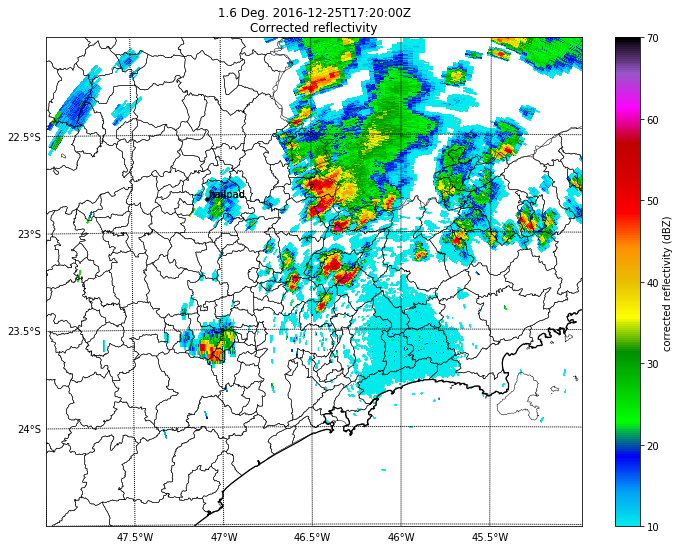 1.6 Deg. 2016-12-25T17:20:00Z
Corrected reflectivity
22.5°S
23°S
23.5°S
24°S
hailpad
47.5°W
47°W
46.5°W
46°W
45.5°W
70
60
50
40
30
20
10
corrected reflectivity (dBZ)